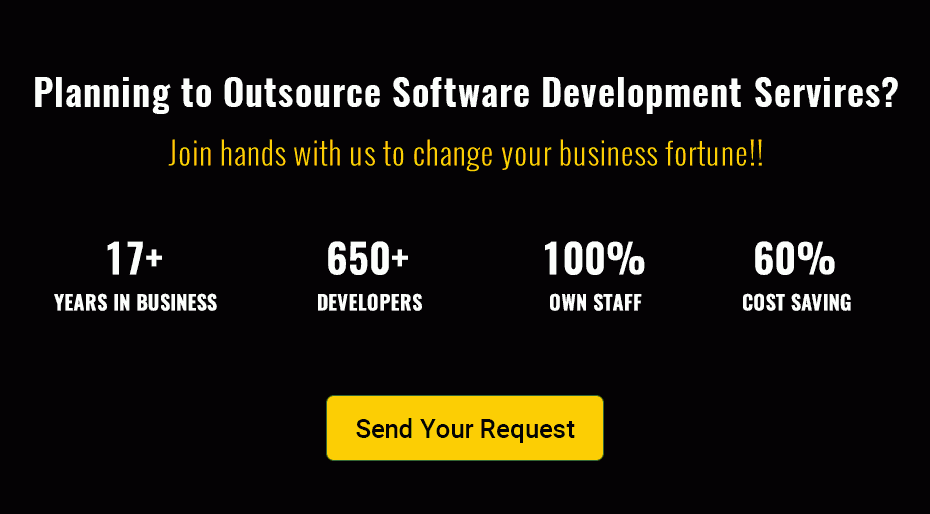 Planning to Outsource Software Development Servires?
Join hands with us to change your business fortune!!
17+ 650+ 100% 60%
YEARS IN BUSINESS DEVELOPERS OWN STAFF COST SAVING
Send Your Request